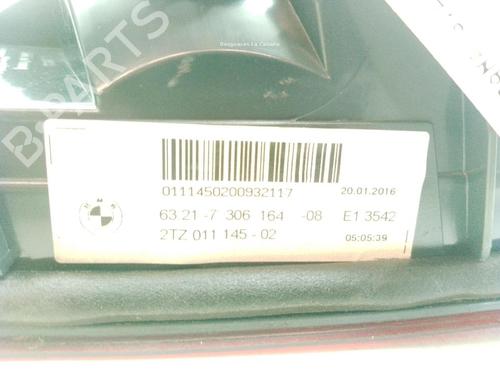 Desguaces La Cabaña
B-PARTS
0111450200932117 20.01.2016
63 21-7 306 164 -08 E1 3542
2TZ 011 145-02 05:05:39